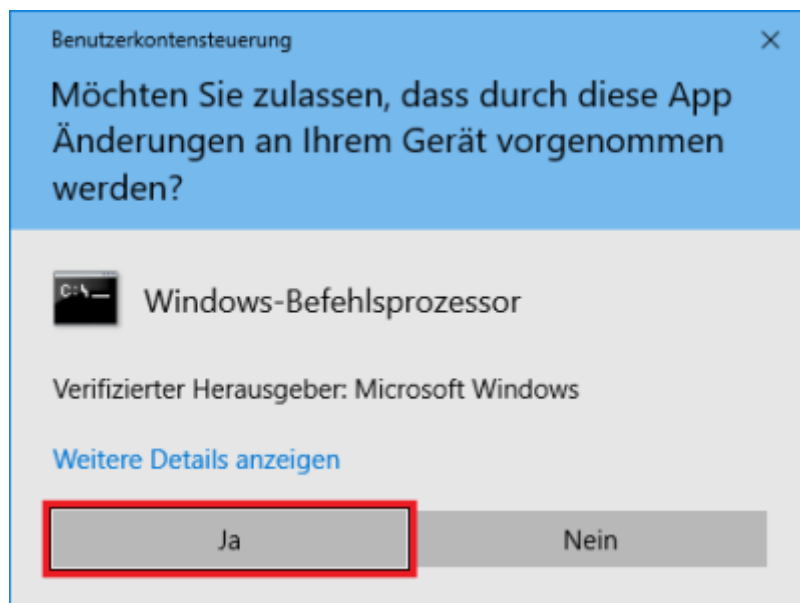 Benutzerkontensteuerung
Möchten Sie zulassen, dass durch diese App
Änderungen an Ihrem Gerät vorgenommen
werden?
C:\_
Windows-Befehlsprozessor
Verifizierter Herausgeber: Microsoft Windows
Weitere Details anzeigen
Ja
Nein